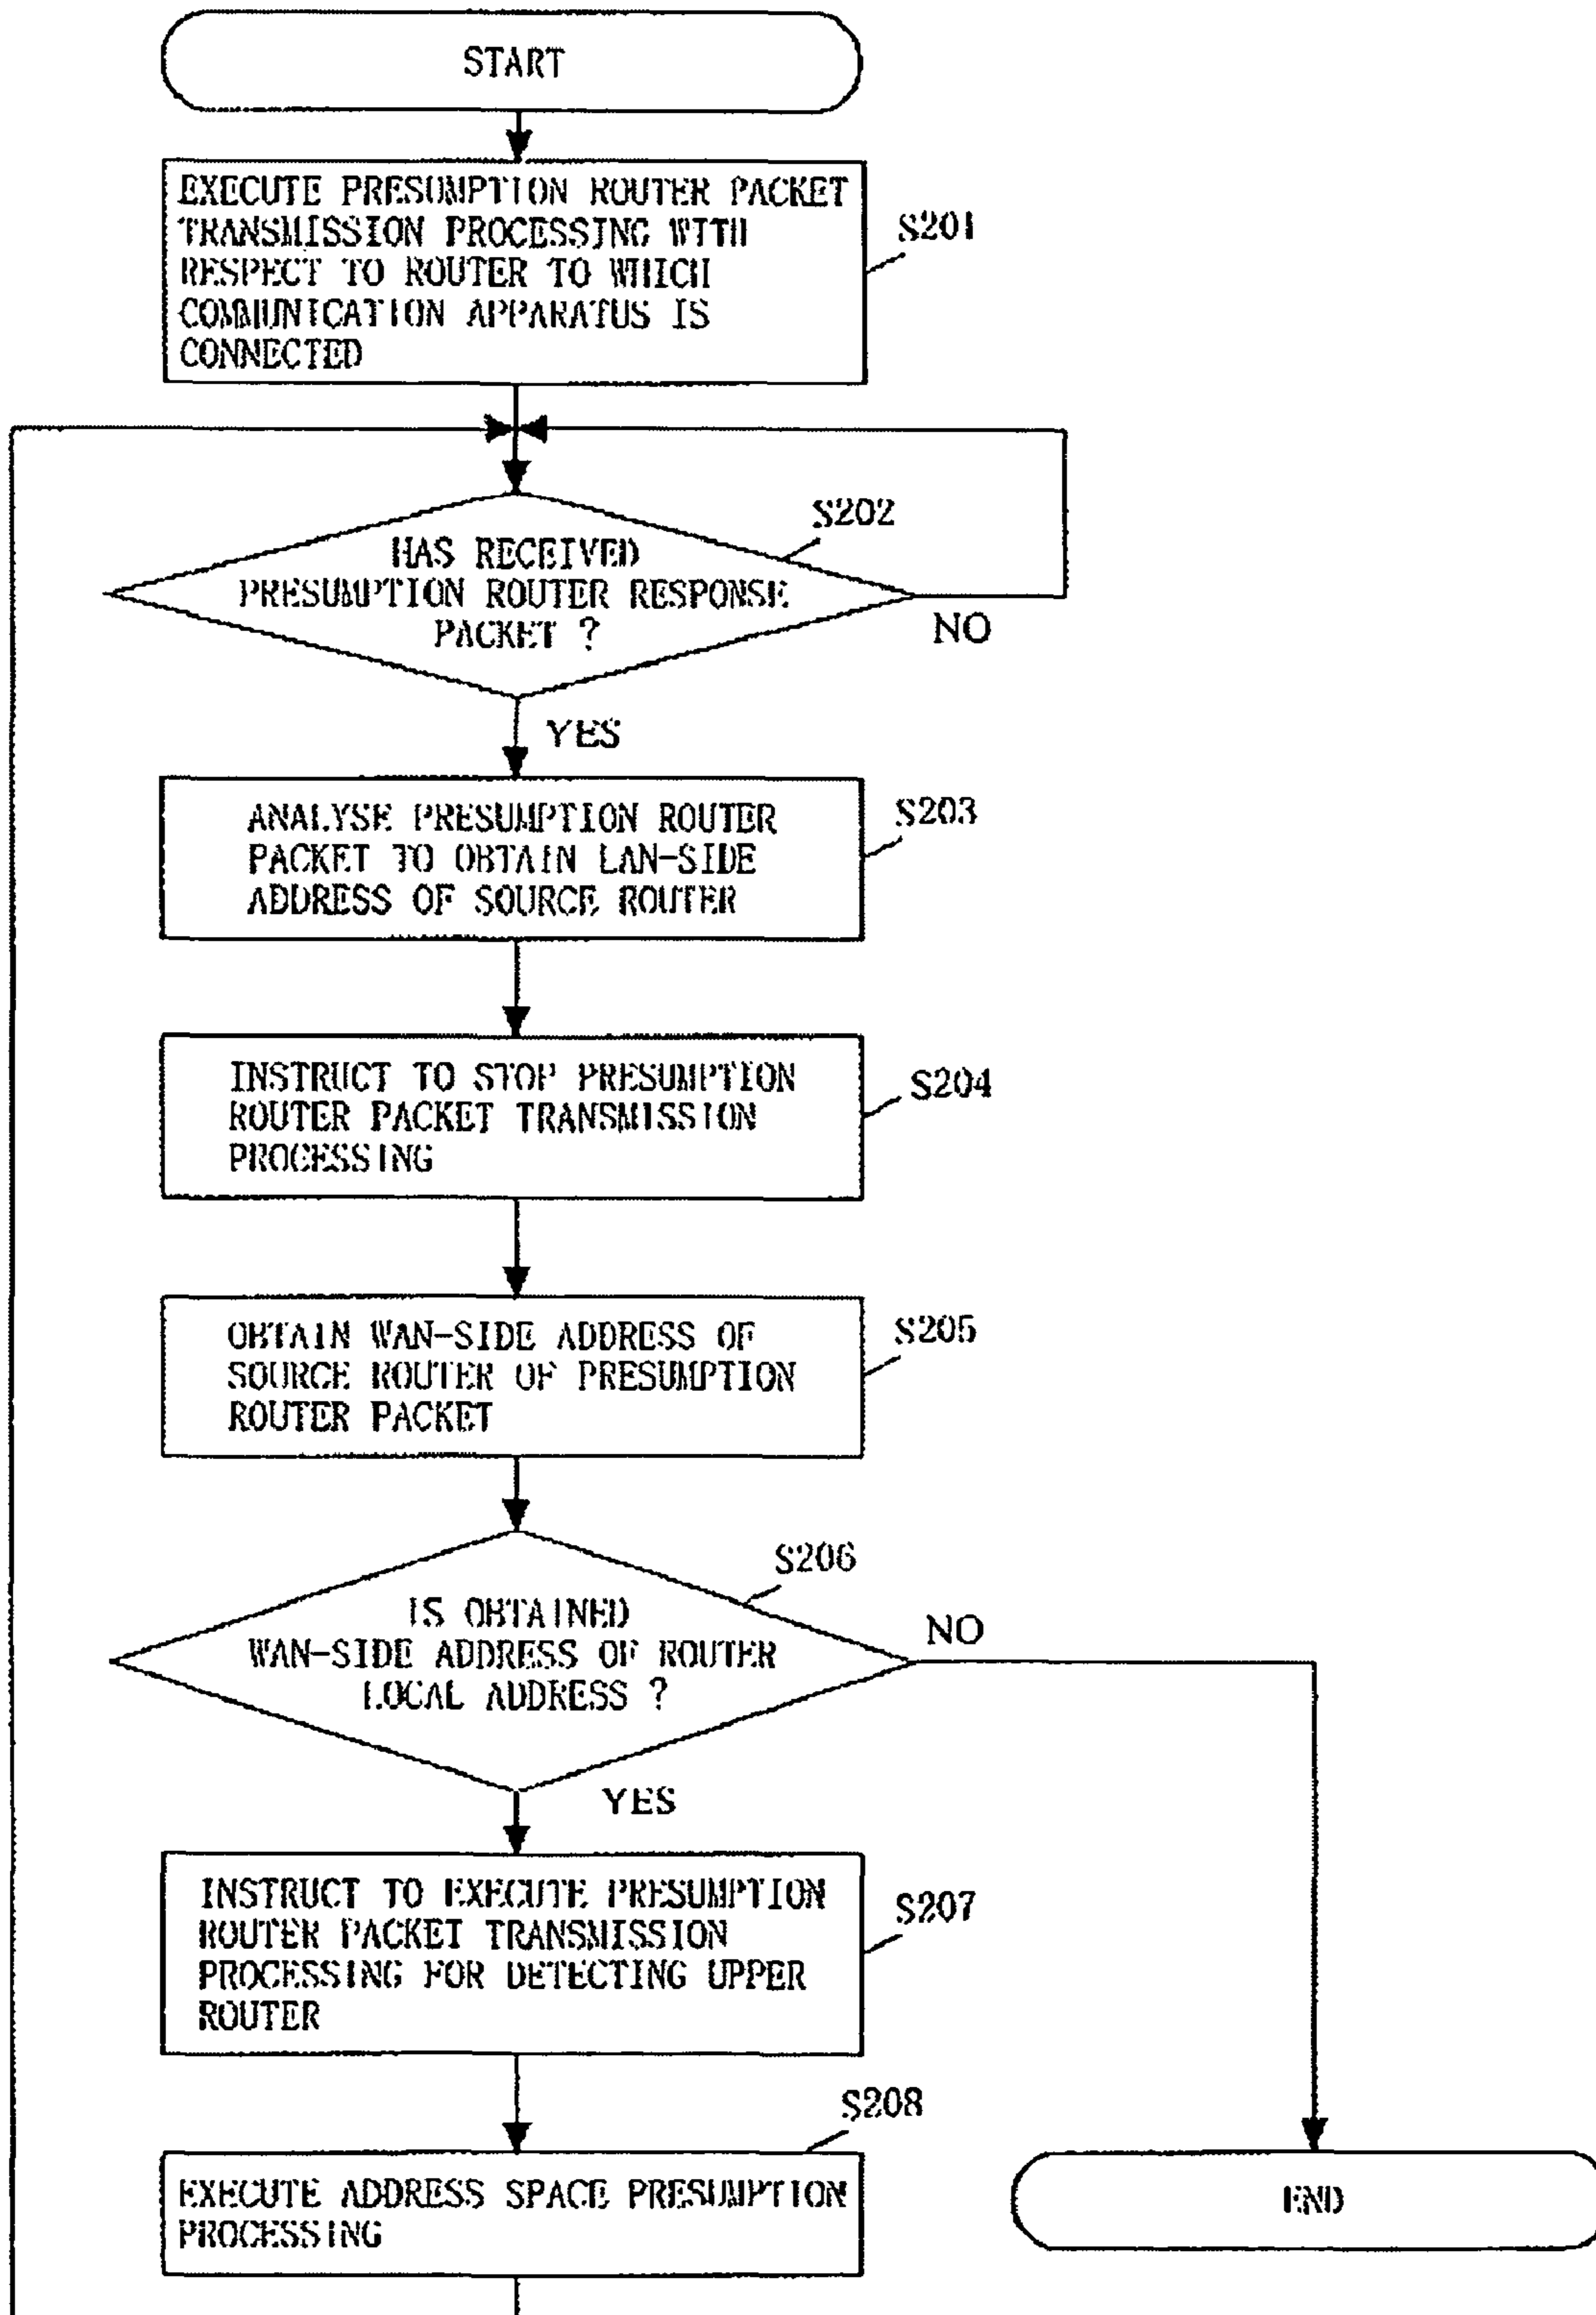 START
EXECUTE PRESUMPTION ROUTER PACKET
TRANSMISSION PROCESSING WITH
RESPECT TO ROUTER TO WHICH
COMMUNICATION APPARATUS IS
CONNECTED
S201
S202
HAS RECEIVED
PRESUMPTION ROUTER RESPONSE
PACKET ?
NO
YES
ANALYSE PRESUMPTION ROUTER
PACKET TO OBTAIN LAN-SIDE
ADDRESS OF SOURCE ROUTER
S203
INSTRUCT TO STOP PRESUMPTION
ROUTER PACKET TRANSMISSION
PROCESSING
S204
OBTAIN WAN-SIDE ADDRESS OF
SOURCE ROUTER OF PRESUMPTION
ROUTER PACKET
S205
S206
IS OBTAINED
WAN-SIDE ADDRESS OF ROUTER
LOCAL ADDRESS ?
NO
YES
INSTRUCT TO EXECUTE PRESUMPTION
ROUTER PACKET TRANSMISSION
PROCESSING FOR DETECTING UPPER
ROUTER
S207
S208
EXECUTE ADDRESS SPACE PRESUMPTION
PROCESSING
END